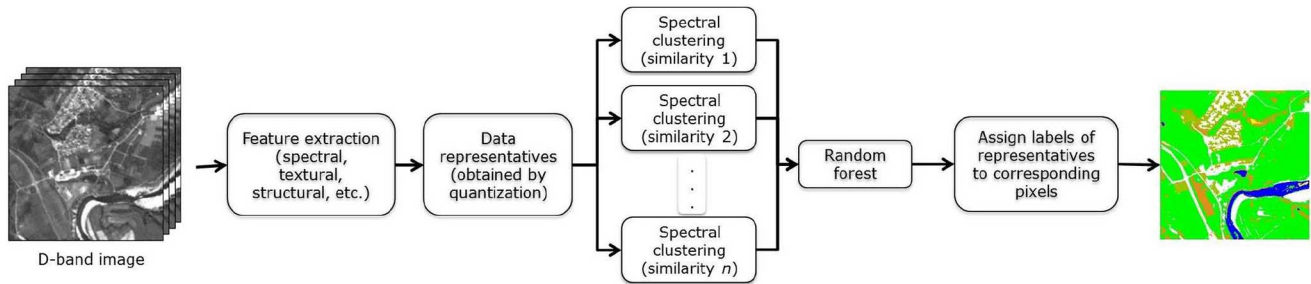 D-band image
Feature extraction
(spectral,
textural,
structural, etc.)
Data
representatives
(obtained by
quantization)
Spectral
clustering
(similarity 1)
Spectral
clustering
(similarity 2)
.
.
.
Spectral
clustering
(similarity n)
Random
forest
Assign labels of
representatives
to corresponding
pixels